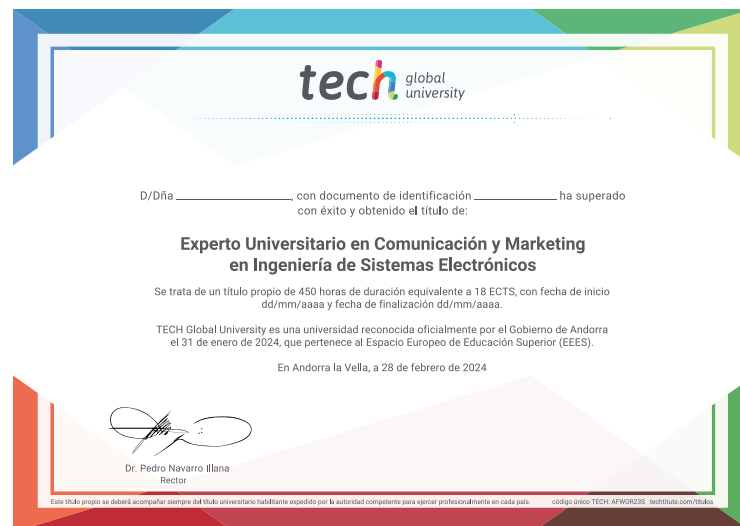 tech global university
D/Dña ______________, con documento de identificación ______________ ha superado
con éxito y obtenido el título de:
Experto Universitario en Comunicación y Marketing
en Ingeniería de Sistemas Electrónicos
Se trata de un título propio de 450 horas de duración equivalente a 18 ECTS, con fecha de inicio
dd/mm/aaaa y fecha de finalización dd/mm/aaaa.
TECH Global University es una universidad reconocida oficialmente por el Gobierno de Andorra
el 31 de enero de 2024, que pertenece al Espacio Europeo de Educación Superior (EEES).
En Andorra la Vella, a 28 de febrero de 2024
Dr. Pedro Navarro Illana
Rector
Este título propio se deberá acompañar siempre del título universitario habilitante expedido por la autoridad competente para ejercer profesionalmente en cada país. código único TECH: AFWOR23S techtitute.com/titulos